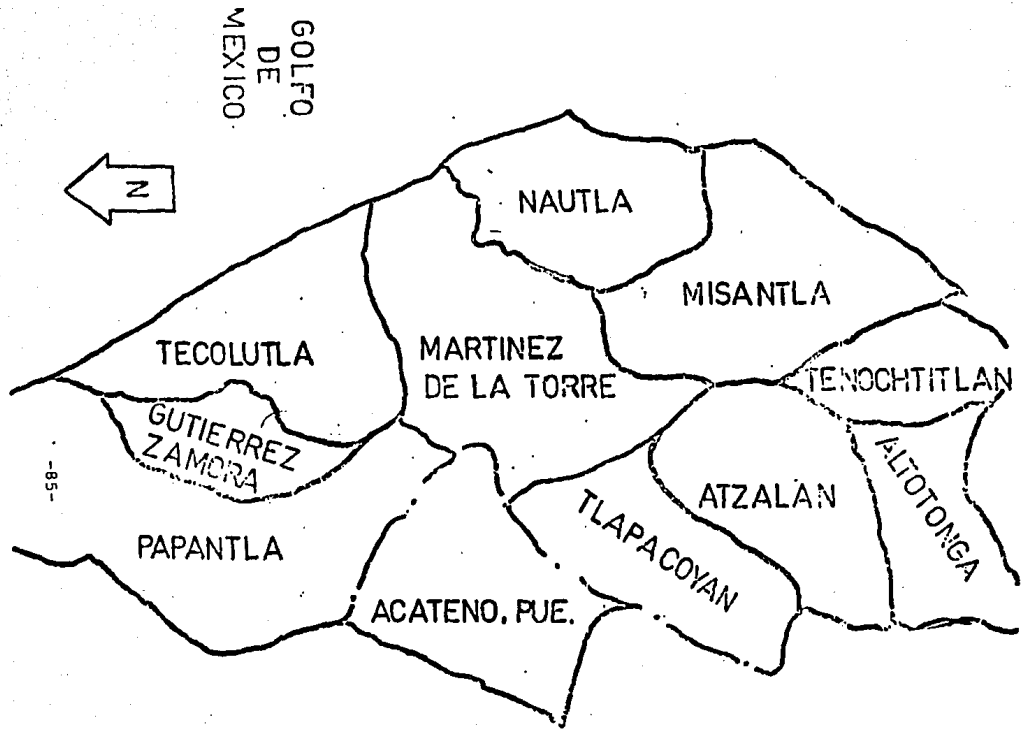 GOLFO
DE
MEXICO
N
NAUTLA
MISANTLA
TECOLUTLA
MARTINEZ
DE LA TORRE
TENOCHTITLAN
GUTIERREZ
ZAMORA
ALTOTONGA
ATZALAN
TLAPACOYAN
PAPANTLA
ACATENO, PUE.
-85-